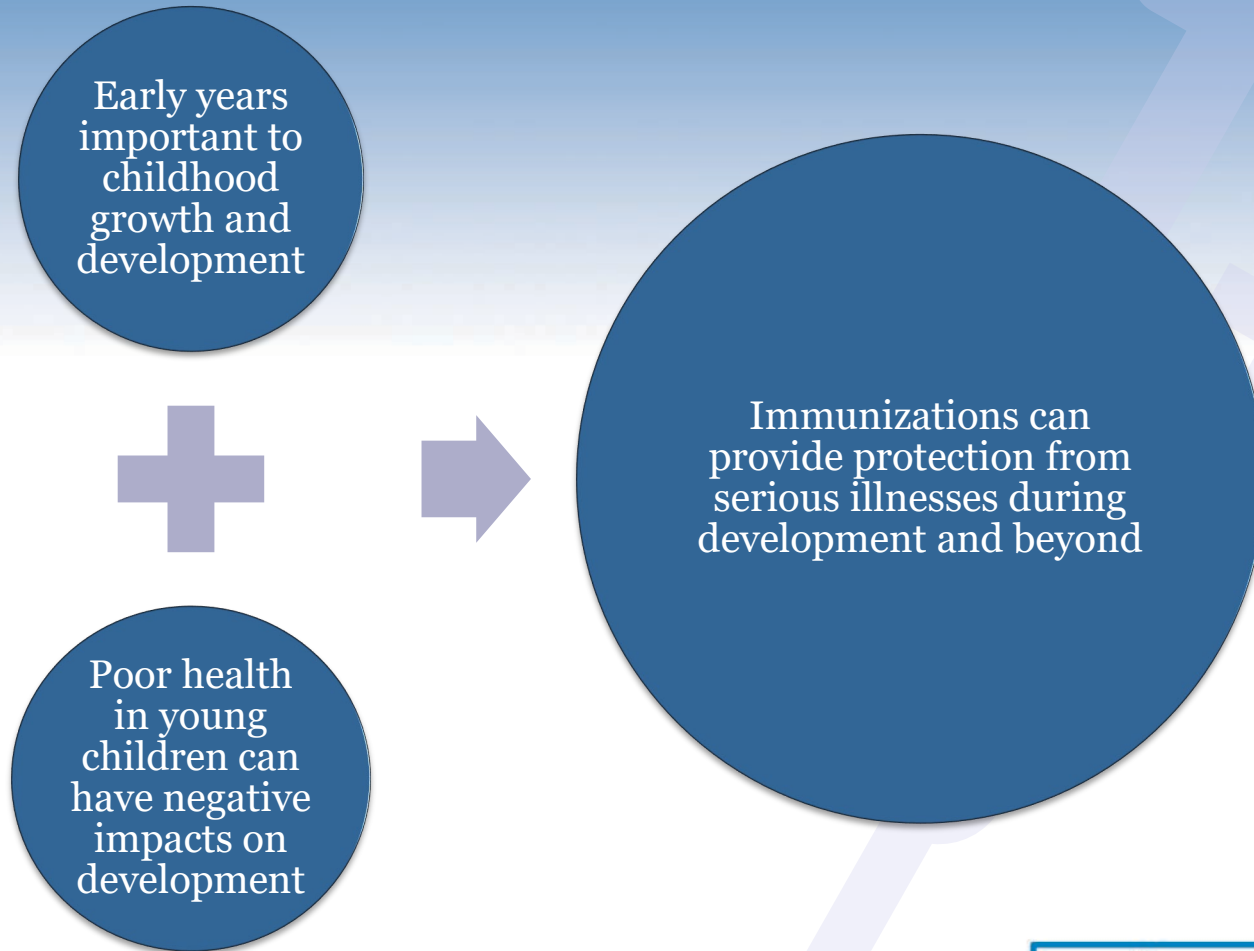 Early years
important to
childhood
growth and
development
Poor health
in young
children can
have negative
impacts on
development
Immunizations can
provide protection from
serious illnesses during
development and beyond